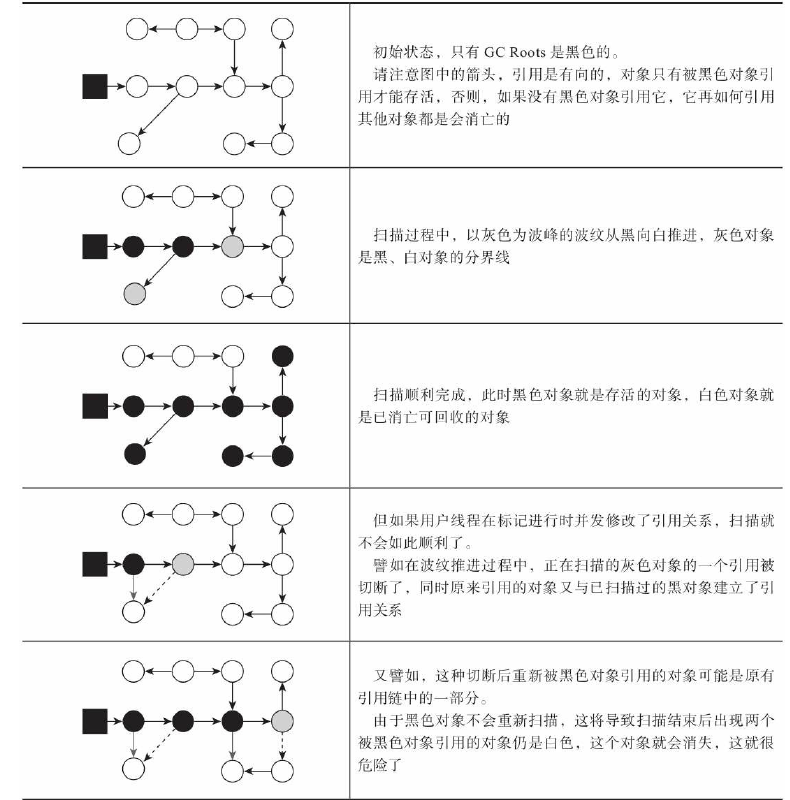 初始状态，只有 GC Roots 是黑色的。
请注意图中的箭头，引用是有向的，对象只有被黑色对象引
用才能存活，否则，如果没有黑色对象引用它，它再如何引用
其他对象都是会消亡的
扫描过程中，以灰色为波峰的波纹从黑向白推进，灰色对象
是黑、白对象的分界线
扫描顺利完成，此时黑色对象就是存活的对象，白色对象就
是已消亡可回收的对象
但如果用户线程在标记进行时并发修改了引用关系，扫描就
不会如此顺利了。
譬如在波纹推进过程中，正在扫描的灰色对象的一个引用被
切断了，同时原来引用的对象又与已扫描过的黑对象建立了引
用关系
又譬如，这种切断后重新被黑色对象引用的对象可能是原有
引用链中的一部分。
由于黑色对象不会重新扫描，这将导致扫描结束后出现两个
被黑色对象引用的对象仍是白色，这个对象就会消失，这就很
危险了